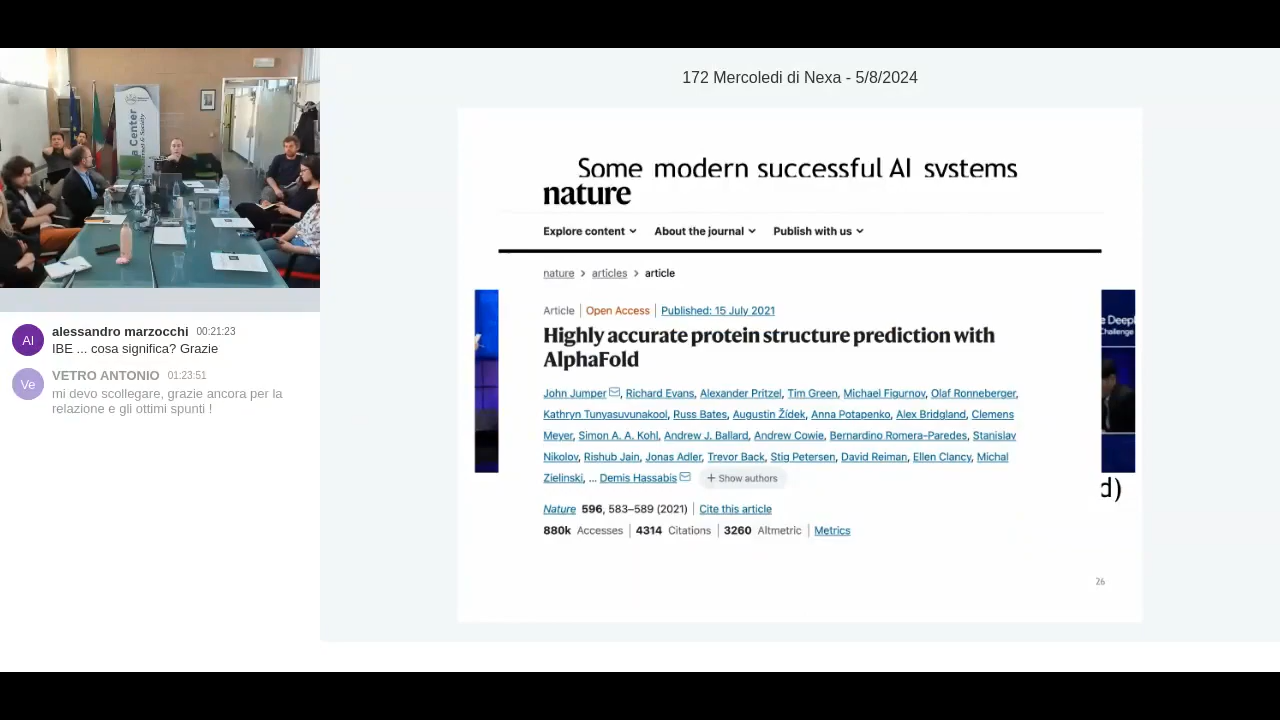 172 Mercoledi di Nexa - 5/8/2024
a Center
alessandro marzocchi 00:21:23
Al
IBE ... cosa significa? Grazie
VETRO ANTONIO 01:23:51
Ve
mi devo scollegare, grazie ancora per la
relazione e gli ottimi spunti !
Some modern successful AI systems
nature
Explore content About the journal Publish with us
nature > articles > article
Article | Open Access | Published: 15 July 2021
Highly accurate protein structure prediction with
AlphaFold
John Jumper, Richard Evans, Alexander Pritzel, Tim Green, Michael Figurnov, Olaf Ronneberger,
Kathryn Tunyasuvunakool, Russ Bates, Augustin Žídek, Anna Potapenko, Alex Bridgland, Clemens
Meyer, Simon A. A. Kohl, Andrew J. Ballard, Andrew Cowie, Bernardino Romera-Paredes, Stanislav
Nikolov, Rishub Jain, Jonas Adler, Trevor Back, Stig Petersen, David Reiman, Ellen Clancy, Michal
Zielinski, ... Demis Hassabis + Show authors
Nature 596, 583–589 (2021) | Cite this article
880k Accesses | 4314 Citations | 3260 Altmetric | Metrics
d)
26